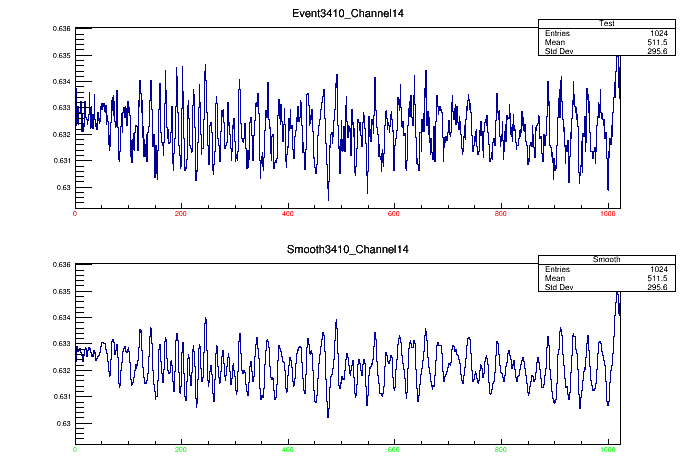 Event3410_Channel14
Test
Entries 1024
Mean 511.5
Std Dev 295.6
0.636
0.635
0.634
0.633
0.632
0.631
0.63
0 200 400 600 800 1000
Smooth3410_Channel14
Smooth
Entries 1024
Mean 511.5
Std Dev 295.6
0.636
0.635
0.634
0.633
0.632
0.631
0.63
0 200 400 600 800 1000